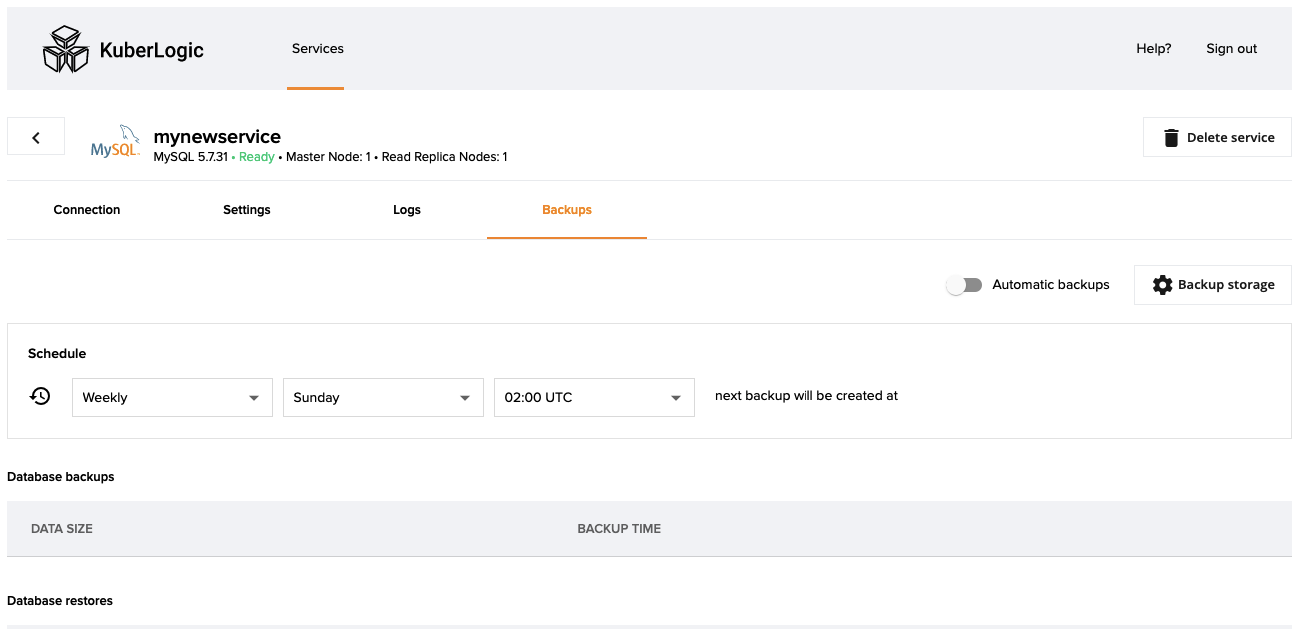 KuberLogic Services Help? Sign out
MySQL mynewservice
MySQL 5.7.31 • Ready • Master Node: 1 • Read Replica Nodes: 1
Delete service
Connection Settings Logs Backups
Automatic backups Backup storage
Schedule
Weekly Sunday 02:00 UTC next backup will be created at
Database backups
DATA SIZE BACKUP TIME
Database restores